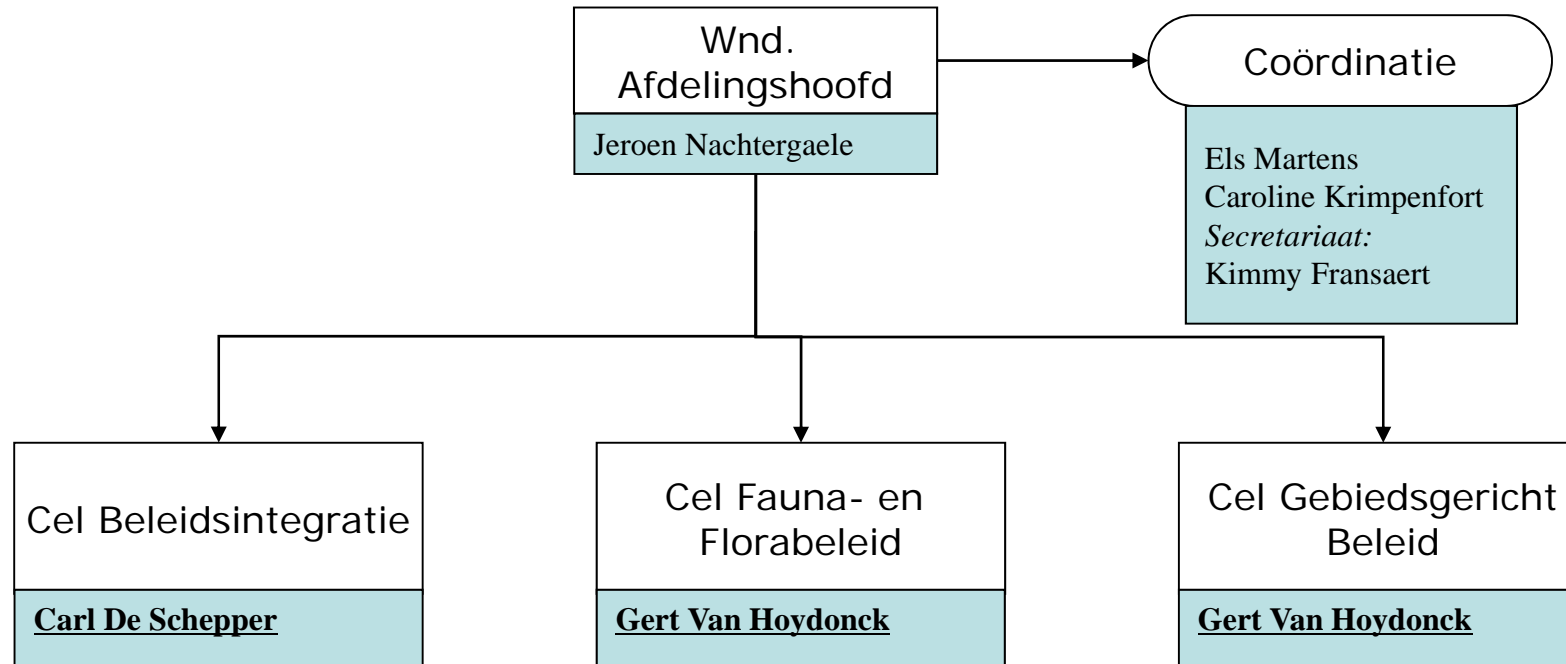 Wnd.
Afdelingshoofd
Jeroen Nachtergaele
Coördinatie
Els Martens
Caroline Krimpenfort
Secretariaat:
Kimmy Fransaert
Cel Beleidsintegratie
Carl De Schepper
Cel Fauna- en
Florabeleid
Gert Van Hoydonck
Cel Gebiedsgericht
Beleid
Gert Van Hoydonck